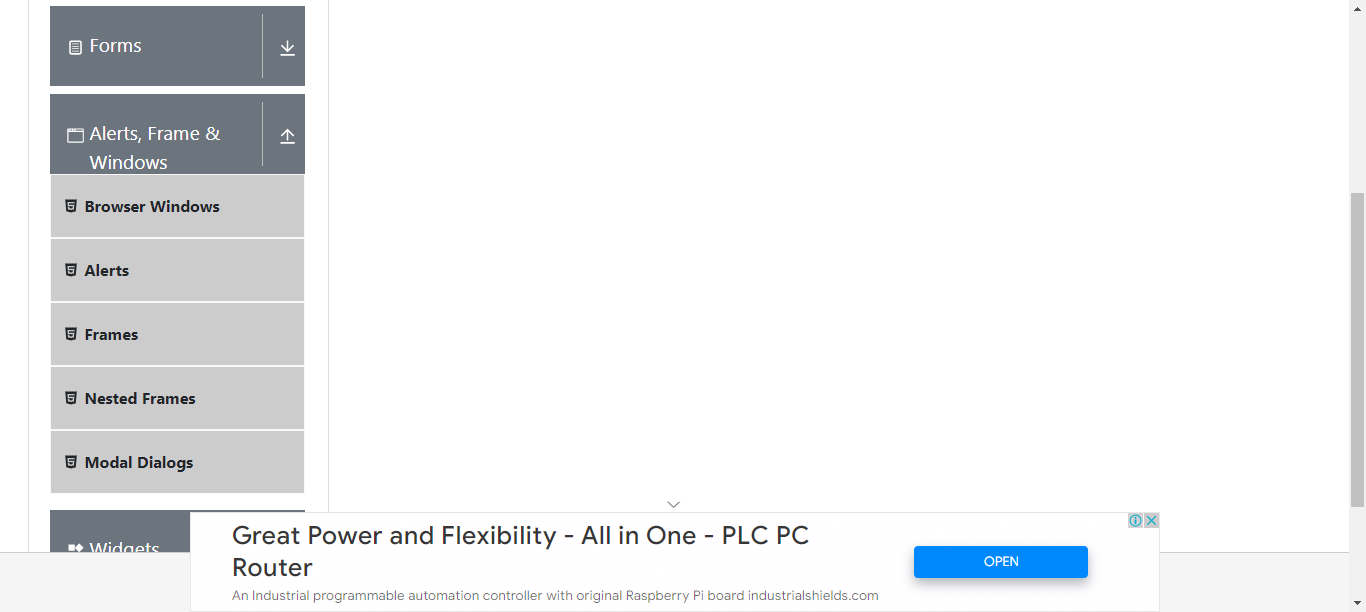 Forms
Alerts, Frame &
Windows
Browser Windows
Alerts
Frames
Nested Frames
Modal Dialogs
Widgets
Great Power and Flexibility - All in One - PLC PC
Router
An Industrial programmable automation controller with original Raspberry Pi board industrialshields.com
OPEN